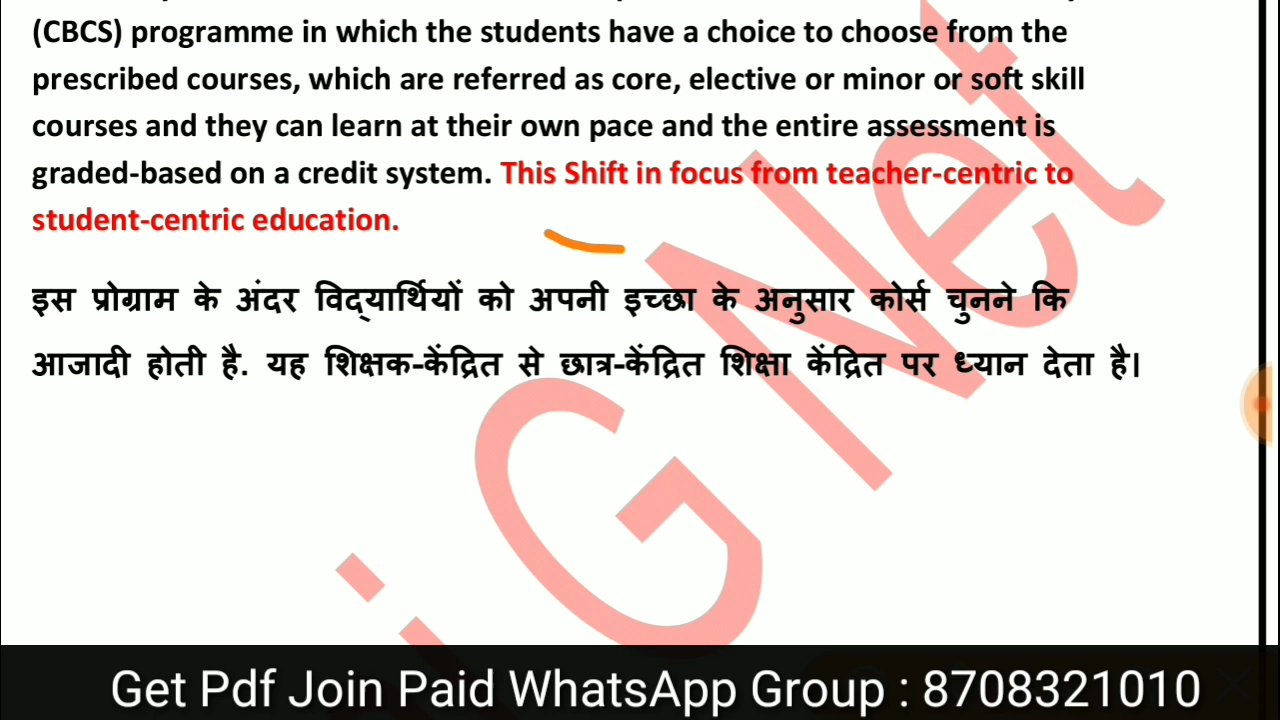 (CBCS) programme in which the students have a choice to choose from the
prescribed courses, which are referred as core, elective or minor or soft skill
courses and they can learn at their own pace and the entire assessment is
graded-based on a credit system. This Shift in focus from teacher-centric to
student-centric education.
इस प्रोग्राम के अंदर विद्यार्थियों को अपनी इच्छा के अनुसार कोर्स चुनने कि
आजादी होती है. यह शिक्षक-केंद्रित से छात्र-केंद्रित शिक्षा केंद्रित पर ध्यान देता है।
i G Net
Get Pdf Join Paid WhatsApp Group : 8708321010